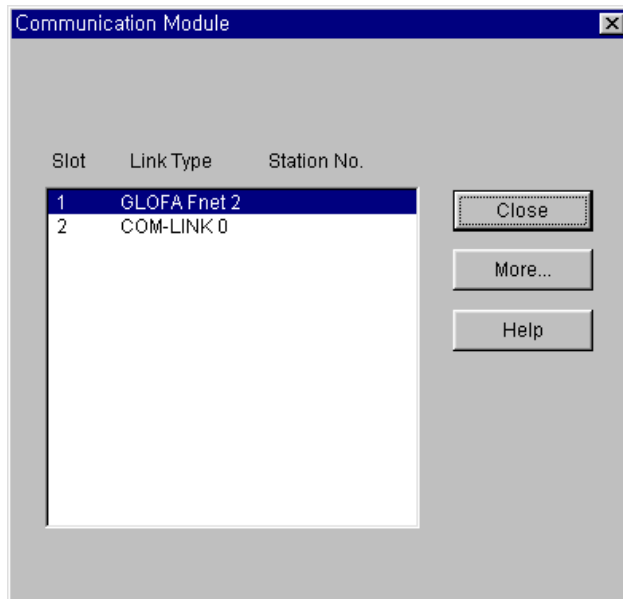 Communication Module
Slot Link Type Station No.
1 GLOFA Fnet 2
2 COM-LINK 0
Close
More...
Help